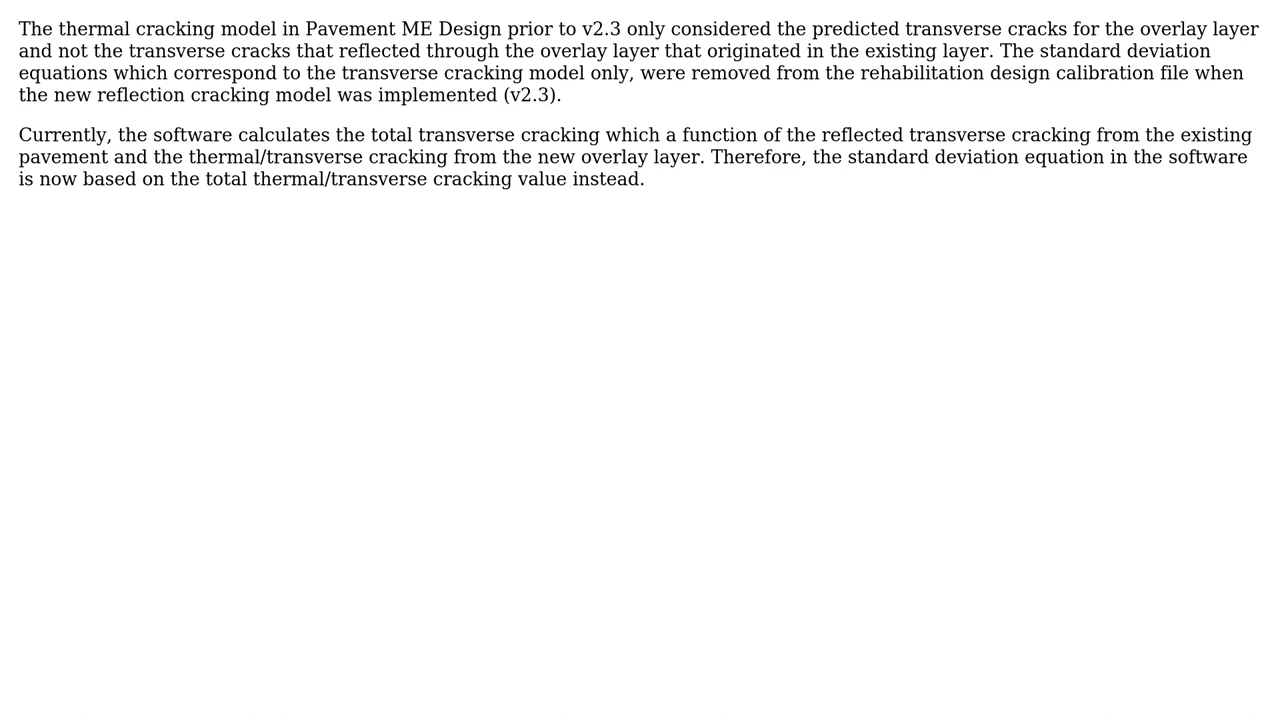 The thermal cracking model in Pavement ME Design prior to v2.3 only considered the predicted transverse cracks for the overlay layer
and not the transverse cracks that reflected through the overlay layer that originated in the existing layer. The standard deviation
equations which correspond to the transverse cracking model only, were removed from the rehabilitation design calibration file when
the new reflection cracking model was implemented (v2.3).
Currently, the software calculates the total transverse cracking which a function of the reflected transverse cracking from the existing
pavement and the thermal/transverse cracking from the new overlay layer. Therefore, the standard deviation equation in the software
is now based on the total thermal/transverse cracking value instead.